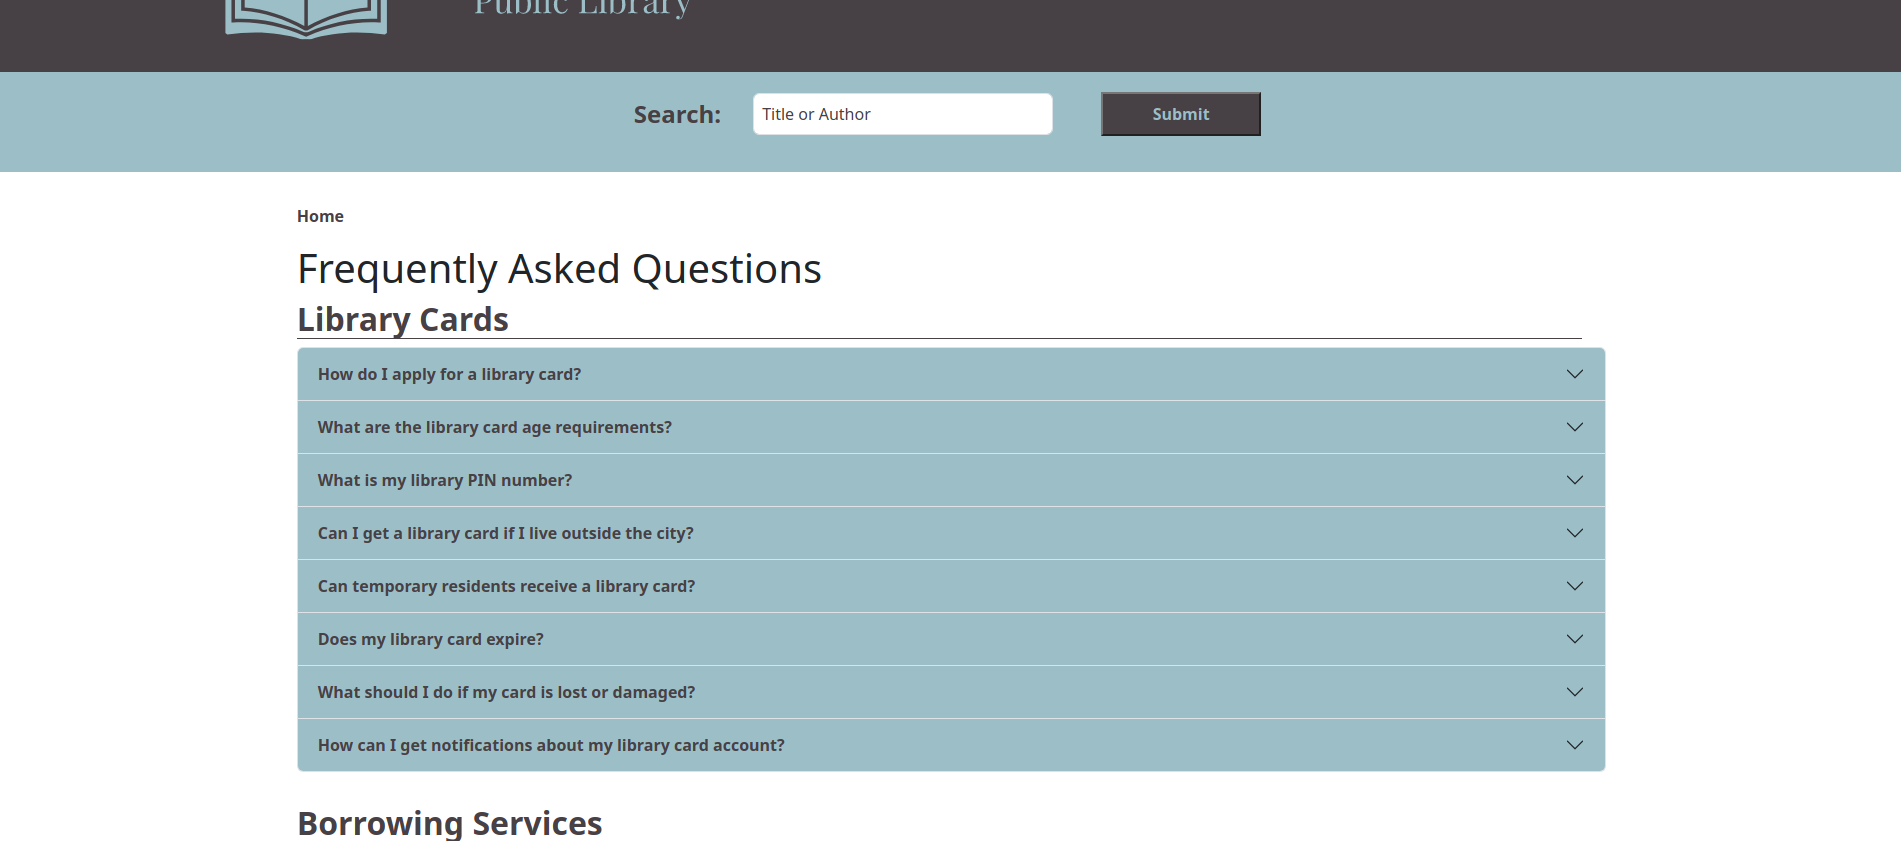 Public Library
Search:
Title or Author
Submit
Home
Frequently Asked Questions
Library Cards
How do I apply for a library card?
What are the library card age requirements?
What is my library PIN number?
Can I get a library card if I live outside the city?
Can temporary residents receive a library card?
Does my library card expire?
What should I do if my card is lost or damaged?
How can I get notifications about my library card account?
Borrowing Services